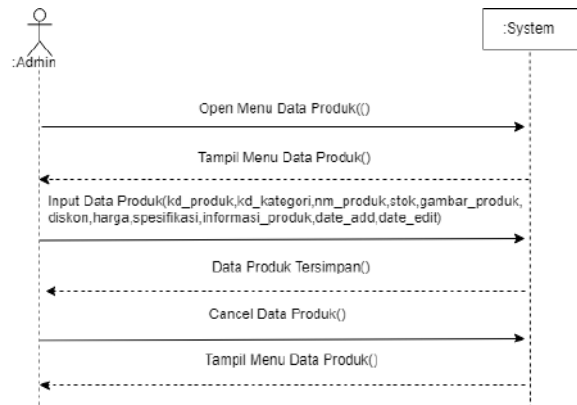 :System
:Admin
Open Menu Data Produk(()
Tampil Menu Data Produk()
Input Data Produk(kd_produk,kd_kategori,nm_produk,stok,gambar_produk,
diskon,harga,spesifikasi,informasi_produk,date_add,date_edit)
Data Produk Tersimpan()
Cancel Data Produk()
Tampil Menu Data Produk()